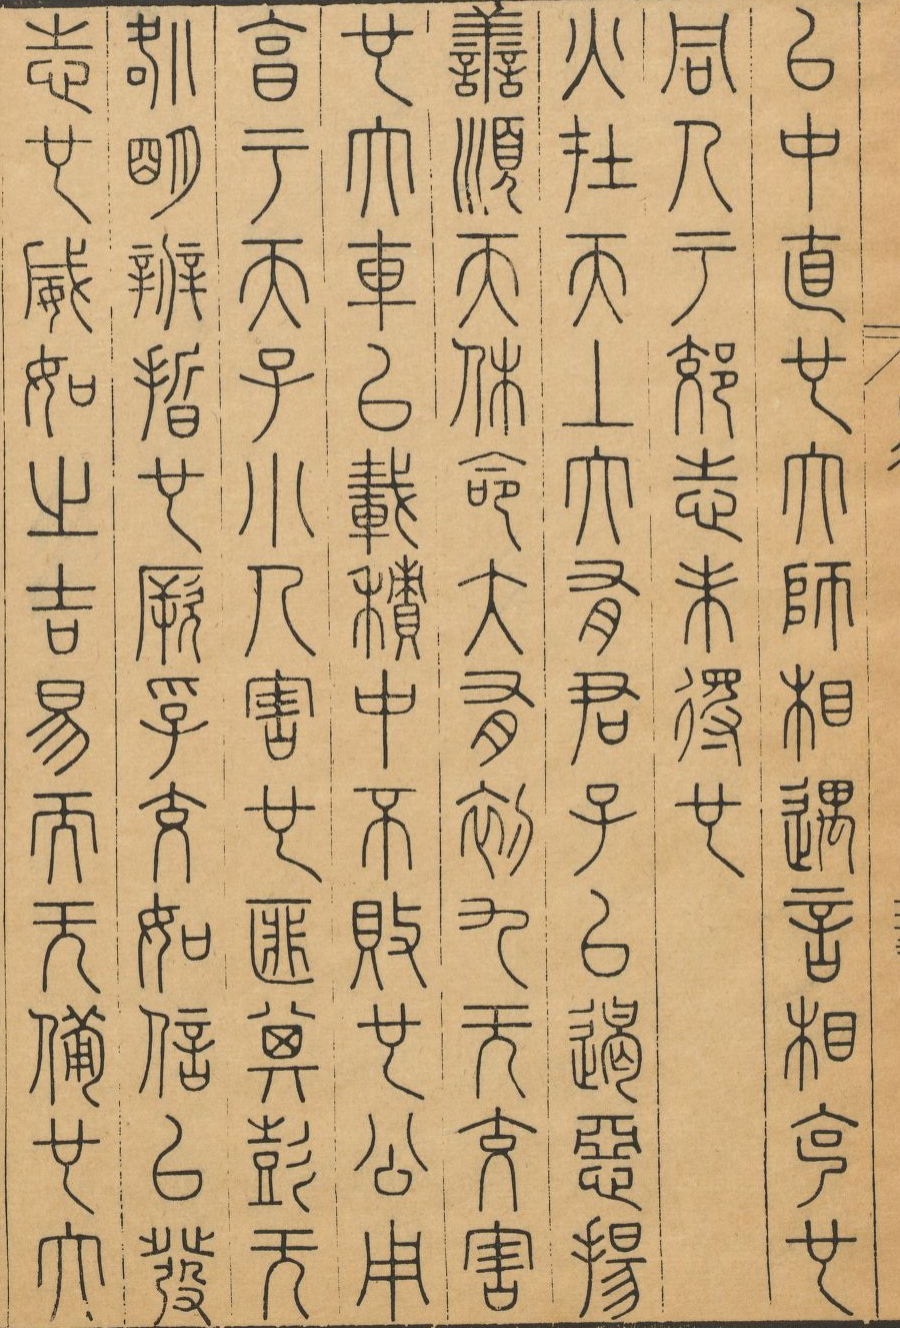 以中直也大師相遇言相克也
同人于郊志未得也
火在天上大有君子以遏惡揚
善順天休命大有初九无交害
也大車以載積中不敗也公用
亨于天子小人害也匪其彭无
咎明辨晢也厥孚交如信以發
志也威如之吉易而无備也大